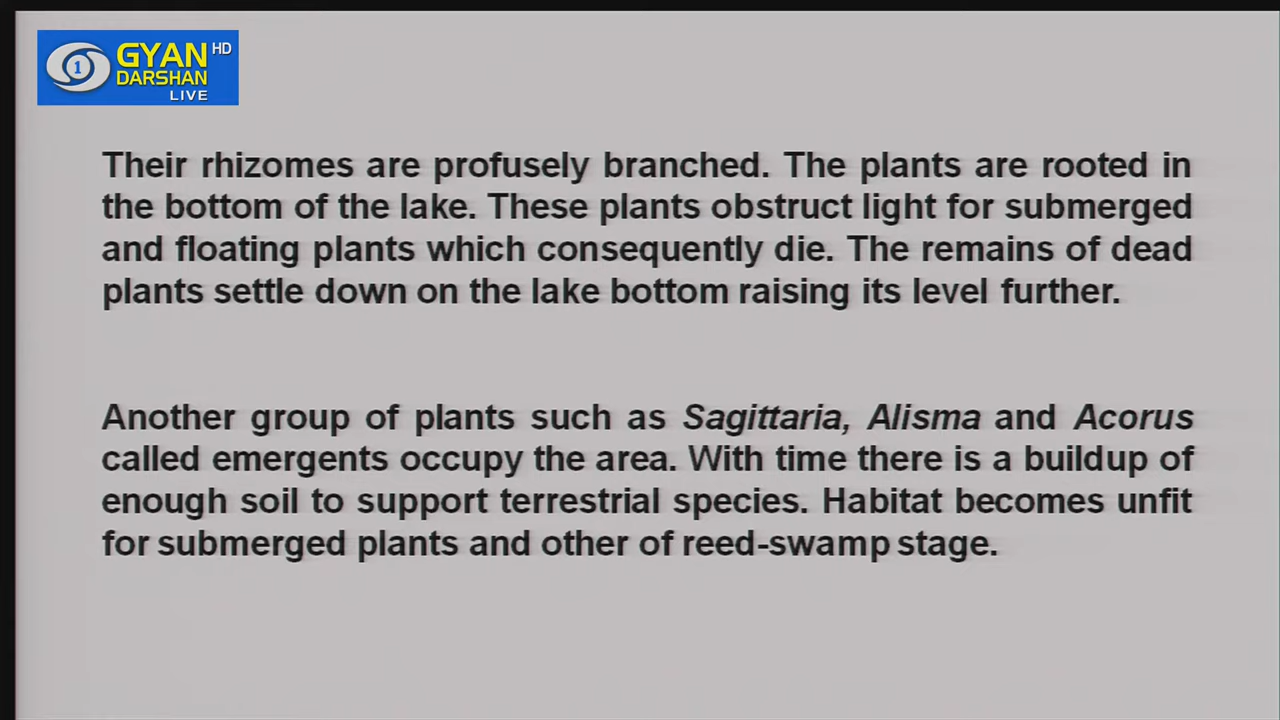 GYAN HD
1
DARSHAN
LIVE
Their rhizomes are profusely branched. The plants are rooted in
the bottom of the lake. These plants obstruct light for submerged
and floating plants which consequently die. The remains of dead
plants settle down on the lake bottom raising its level further.
Another group of plants such as Sagittaria, Alisma and Acorus
called emergents occupy the area. With time there is a buildup of
enough soil to support terrestrial species. Habitat becomes unfit
for submerged plants and other of reed-swamp stage.